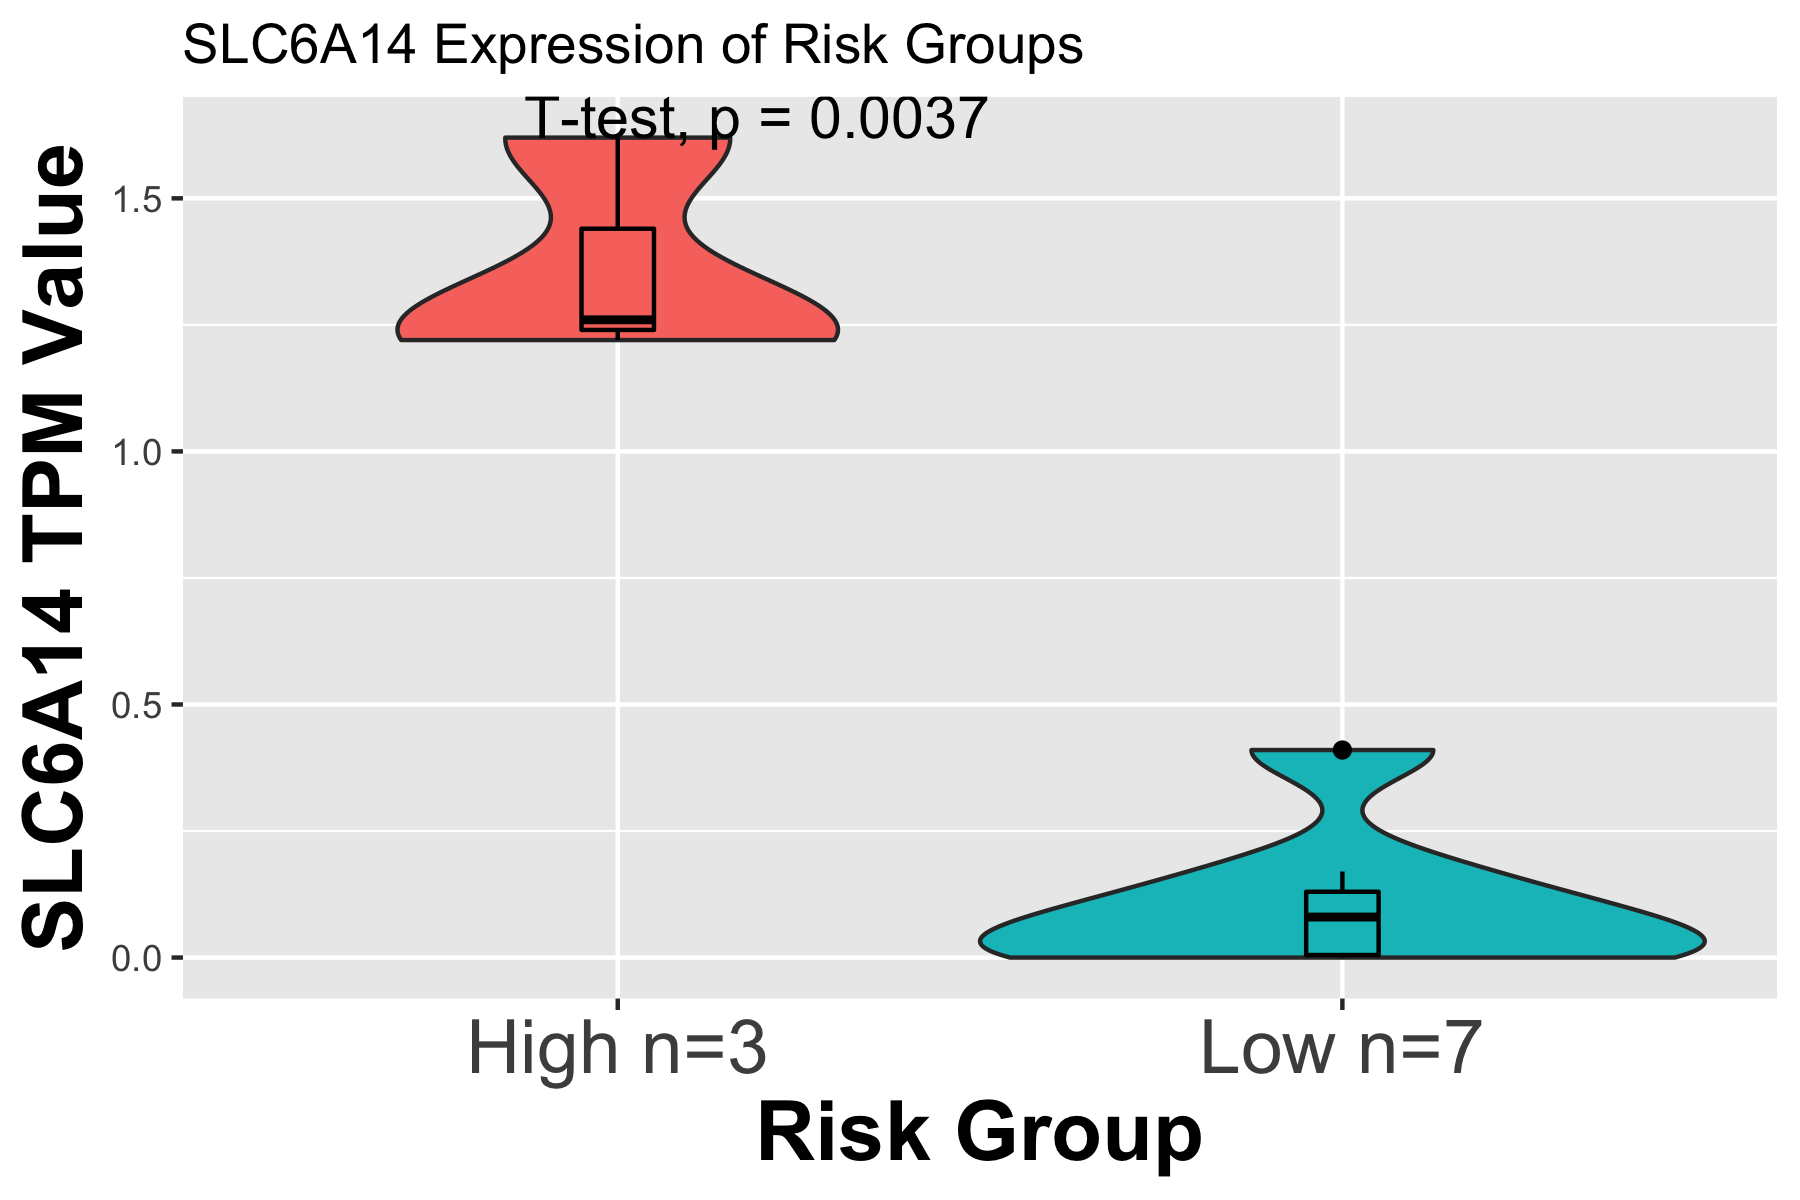 SLC6A14 Expression of Risk Groups
T-test, p = 0.0037
SLC6A14 TPM Value
1.5
1.0
0.5
0.0
High n=3
Low n=7
Risk Group